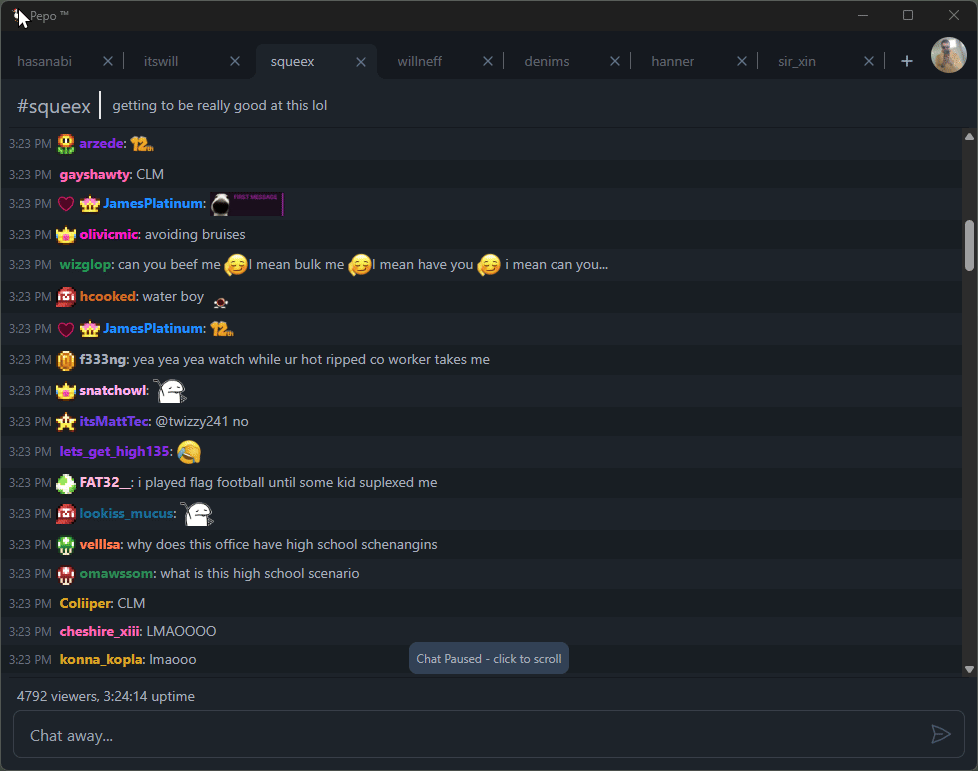 Pepo ™
hasanabi itswill squeex willneff denims hanner sir_xin
#squeex getting to be really good at this lol
3:23 PM arzede: 12th
3:23 PM gayshawty: CLM
3:23 PM JamesPlatinum: FIRST MESSAGE
3:23 PM olivicmic: avoiding bruises
3:23 PM wizglop: can you beef me I mean bulk me I mean have you i mean can you...
3:23 PM hcooked: water boy
3:23 PM JamesPlatinum: 12th
3:23 PM f333ng: yea yea yea watch while ur hot ripped co worker takes me
3:23 PM snatchowl:
3:23 PM itsMattTec: @twizzy241 no
3:23 PM lets_get_high135:
3:23 PM FAT32__: i played flag football until some kid suplexed me
3:23 PM lookiss_mucus:
3:23 PM velllsa: why does this office have high school schenangins
3:23 PM omawssom: what is this high school scenario
3:23 PM Coliiper: CLM
3:23 PM cheshire_xiii: LMAOOOO
3:23 PM konna_kopla: lmaooo
Chat Paused - click to scroll
4792 viewers, 3:24:14 uptime
Chat away...